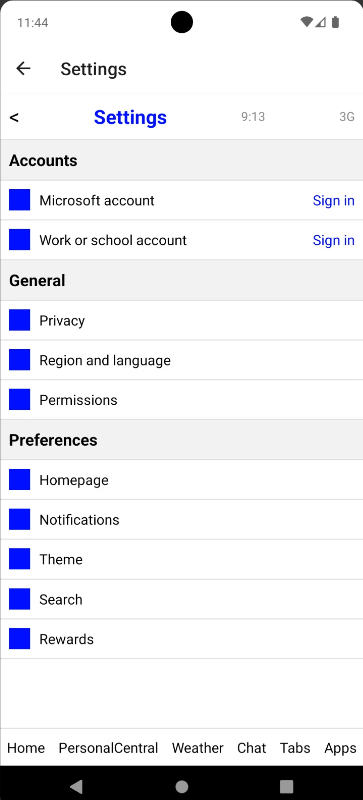 11:44
Settings
< Settings 9:13 3G
Accounts
Microsoft account Sign in
Work or school account Sign in
General
Privacy
Region and language
Permissions
Preferences
Homepage
Notifications
Theme
Search
Rewards
Home PersonalCentral Weather Chat Tabs Apps